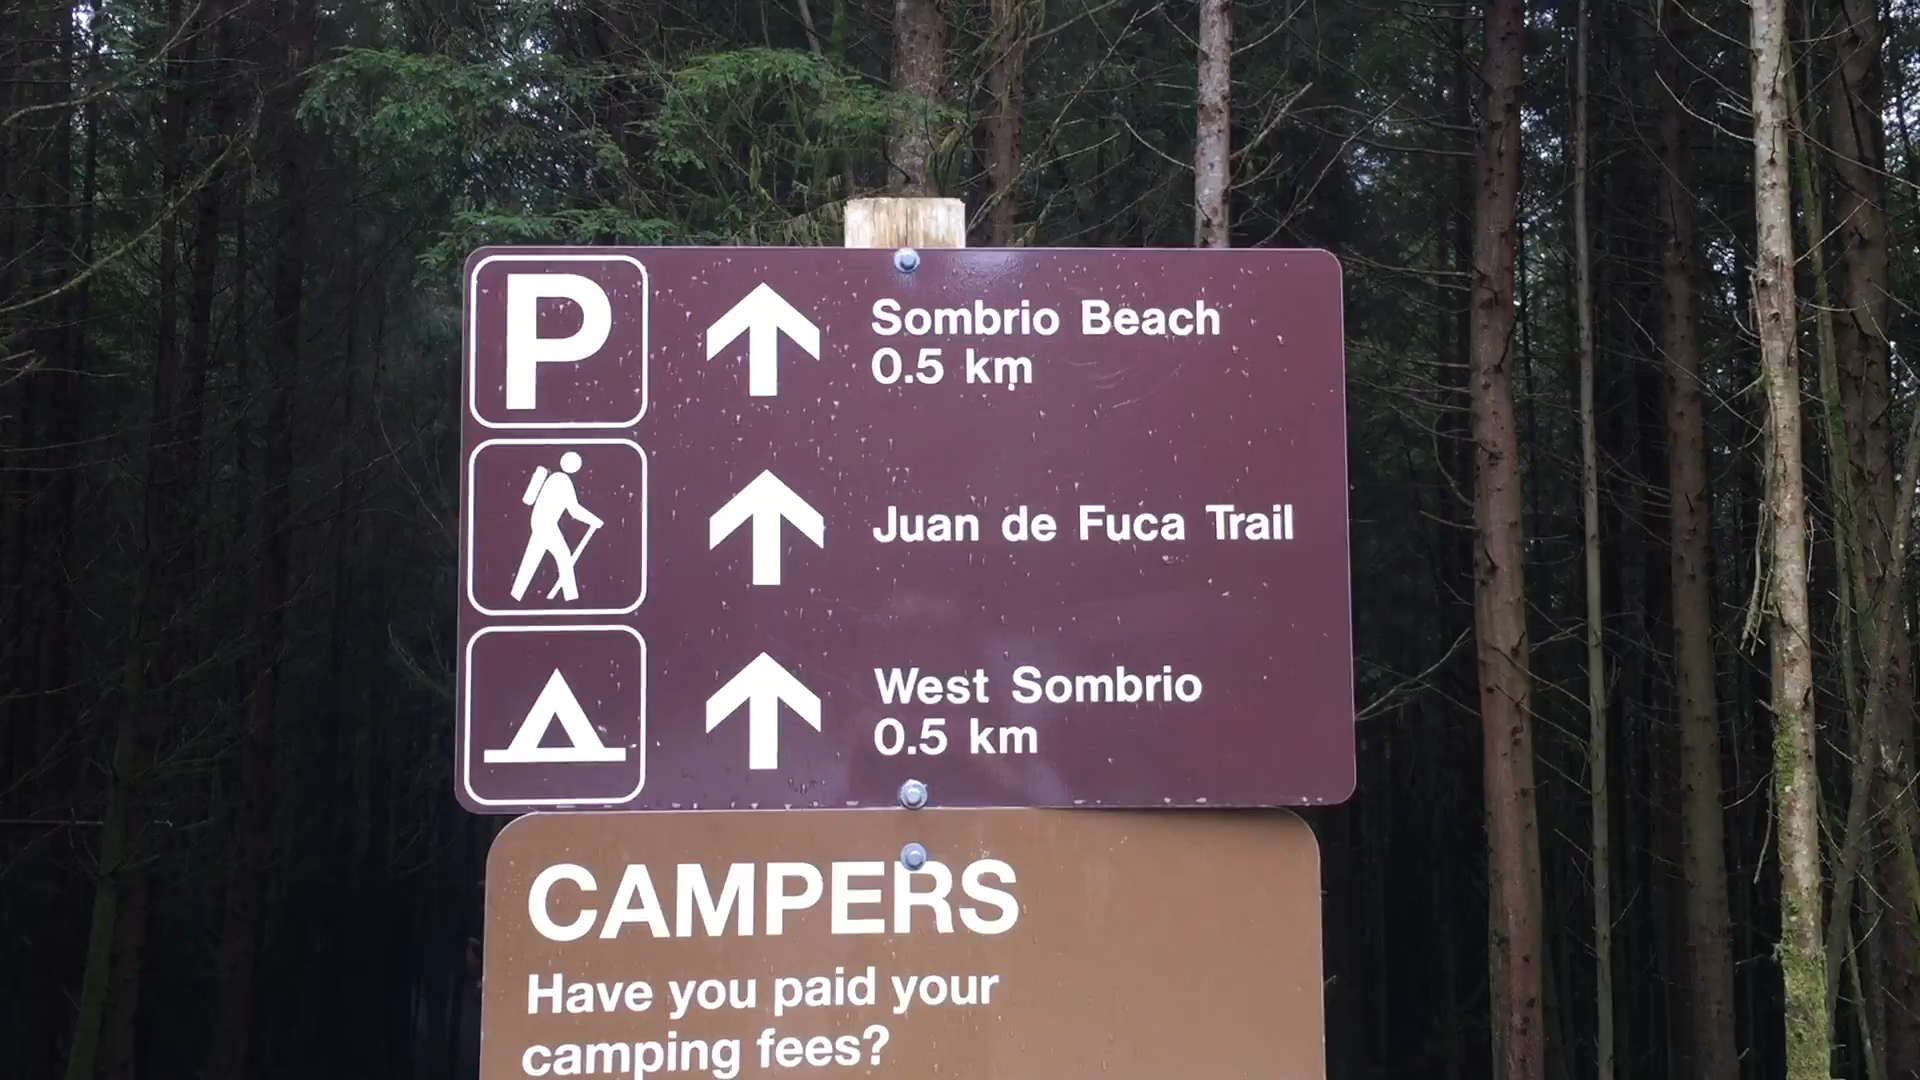 P
Sombrio Beach
0.5 km
Juan de Fuca Trail
West Sombrio
0.5 km
CAMPERS
Have you paid your
camping fees?